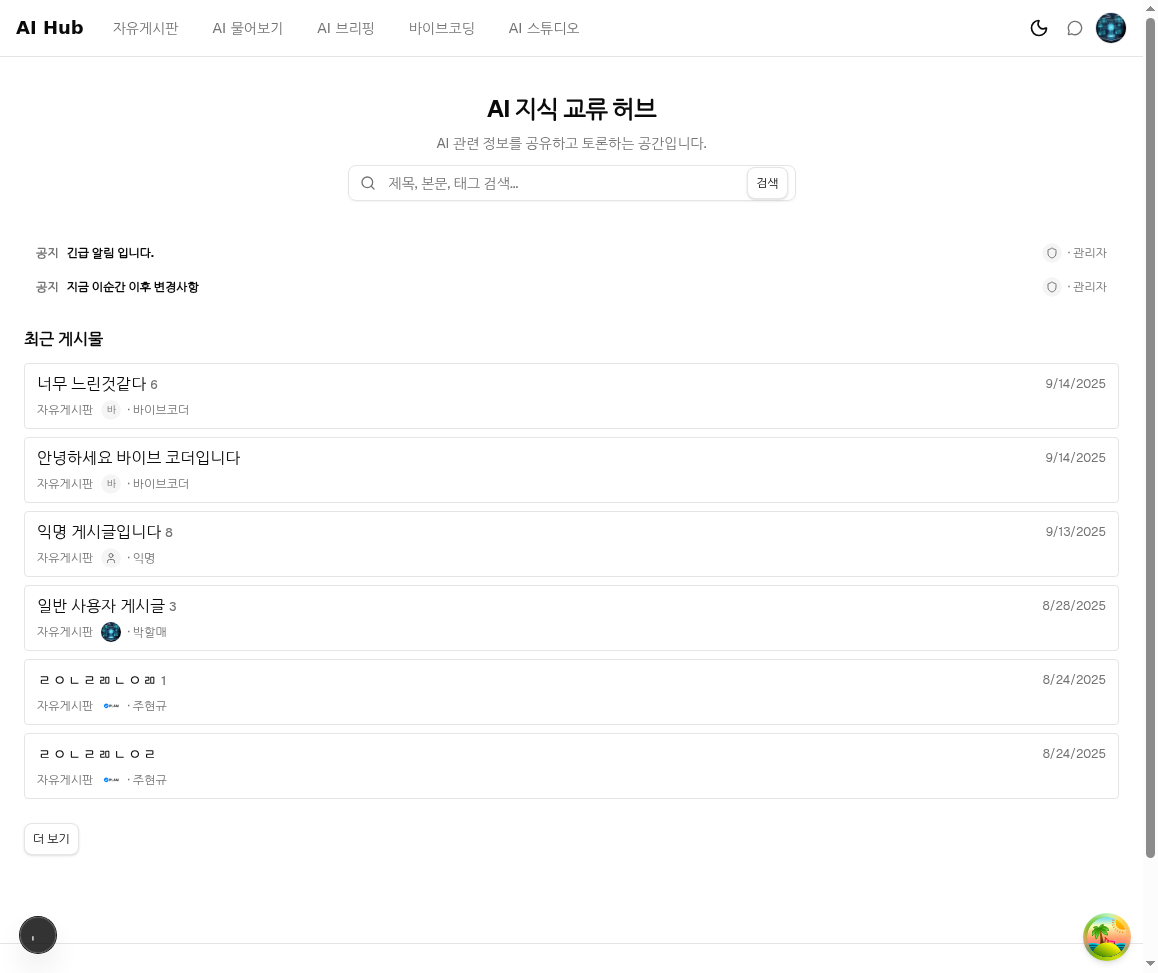 AI Hub 자유게시판 AI 물어보기 AI 브리핑 바이브코딩 AI 스튜디오
AI 지식 교류 허브
AI 관련 정보를 공유하고 토론하는 공간입니다.
제목, 본문, 태그 검색... 검색
공지 긴급 알림 입니다. · 관리자
공지 지금 이순간 이후 변경사항 · 관리자
최근 게시물
너무 느린것같다 6 9/14/2025
자유게시판 바 · 바이브코더
안녕하세요 바이브 코더입니다 9/14/2025
자유게시판 바 · 바이브코더
익명 게시글입니다 8 9/13/2025
자유게시판 · 익명
일반 사용자 게시글 3 8/28/2025
자유게시판 · 박할매
ㄹㅇㄴㄹㄻㄴㅇㄻ 1 8/24/2025
자유게시판 · 주현규
ㄹㅇㄴㄹㄻㄴㅇㄹ 8/24/2025
자유게시판 · 주현규
더 보기